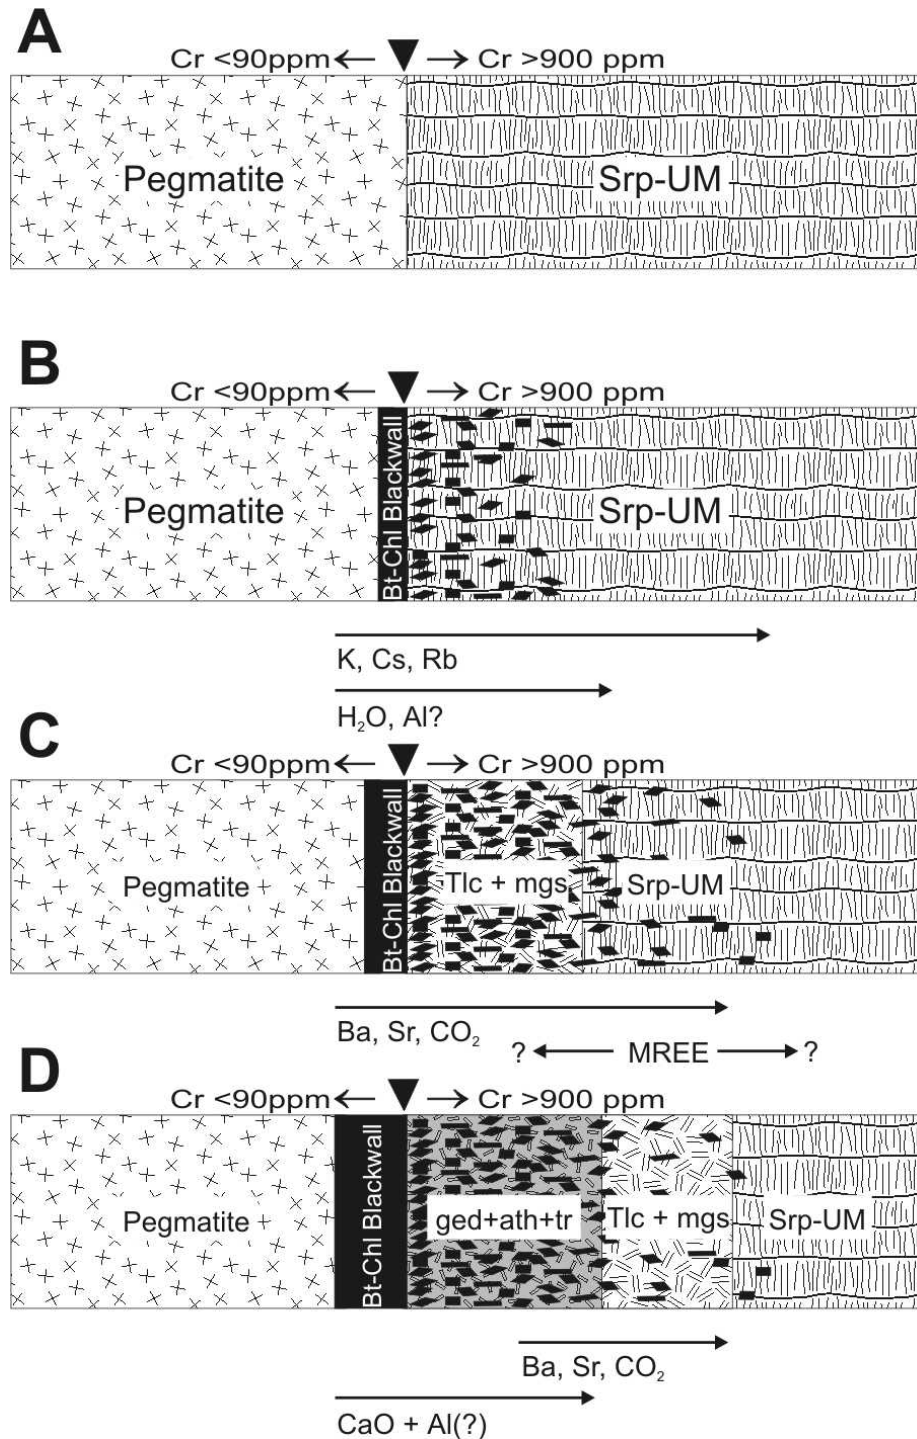 A
Cr <90ppm← → Cr >900 ppm
Pegmatite Srp-UM
B
Cr <90ppm← → Cr >900 ppm
Pegmatite Bt-Chl Blackwall Srp-UM
K, Cs, Rb
H₂O, Al?
C
Cr <90ppm← → Cr >900 ppm
Pegmatite Bt-Chl Blackwall Tlc + mgs Srp-UM
Ba, Sr, CO₂
? MREE ?
D
Cr <90ppm← → Cr >900 ppm
Pegmatite Bt-Chl Blackwall ged+ath+tr Tlc + mgs Srp-UM
Ba, Sr, CO₂
CaO + Al(?)